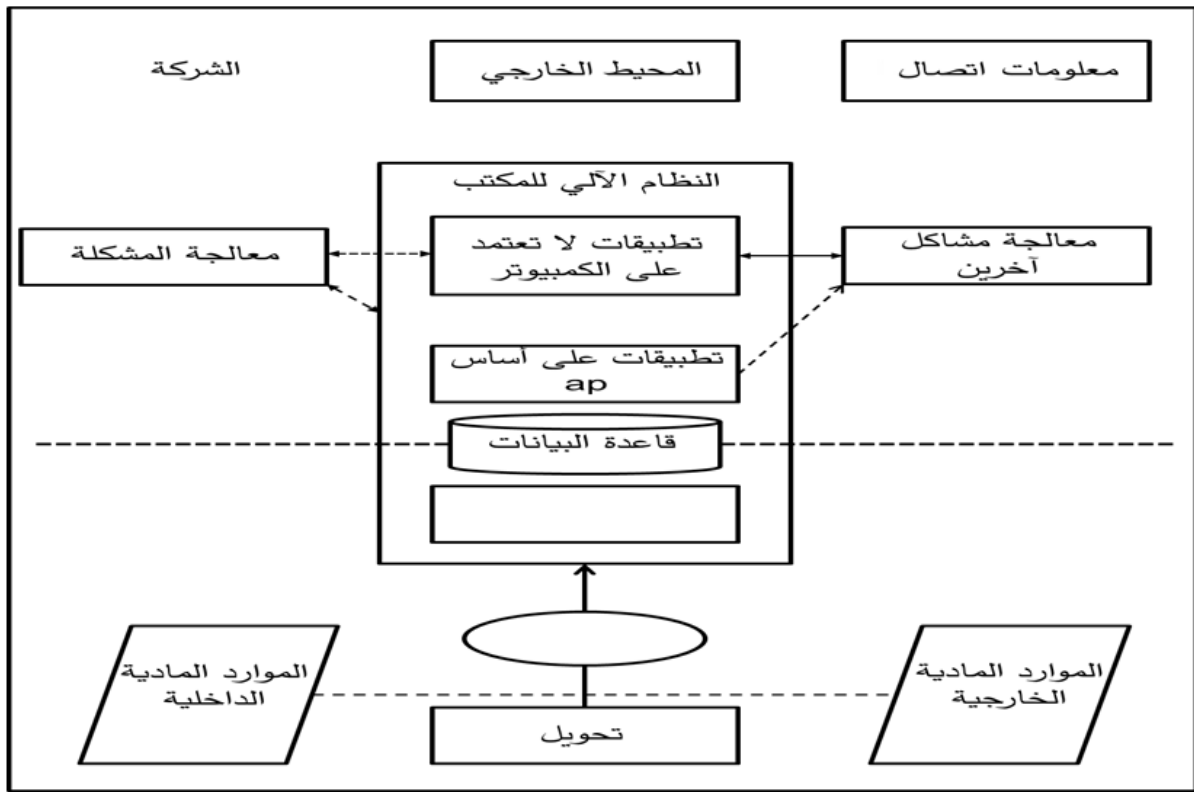 معلومات اتصال
المحيط الخارجي
الشركة
النظام الآلي للمكتب
معالجة مشاكل
آخرين
تطبيقات لا تعتمد
على الكمبيوتر
معالجة المشكلة
تطبيقات على أساس
ap
قاعدة البيانات
الموارد المادية
الخارجية
الموارد المادية
الداخلية
تحويل